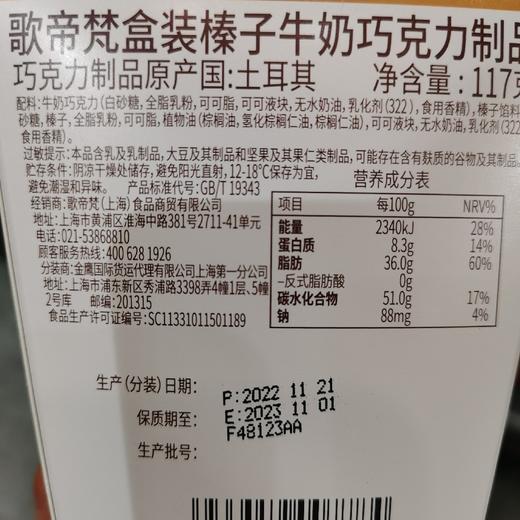 歌帝梵盒装榛子牛奶巧克力制品
巧克力制品原产国:土耳其 净含量:117克
配料:牛奶巧克力(白砂糖,全脂乳粉,可可脂,可可液块,无水奶油,乳化剂(322),食用香精),榛子馅料
砂糖,榛子,全脂乳粉,可可脂,植物油(棕榈油,氢化棕榈仁油,棕榈仁油),可可液块,无水奶油,乳化剂(322
食用香精)。
过敏提示:本品含乳及乳制品,大豆及其制品和坚果及其果仁类制品,可能存在含有麸质的谷物及其制品
贮存条件:阴凉干燥处储存,避免阳光直射,12-18℃保存为宜,
避免潮湿和异味。 产品标准代号:GB/T 19343
经销商:歌帝梵(上海)食品商贸有限公司
地址:上海市黄浦区淮海中路381号2711-41单元
电话:021-53868810
顾客服务热线:400 628 1926
分装商:金鹰国际货运代理有限公司上海第一分公司
地址:上海市浦东新区秀浦路3398弄4幢1层、5幢
2号库 邮编:201315
食品生产许可证编号:SC11331011501189
营养成分表
项目 每100g NRV%
能量 2340kJ 28%
蛋白质 8.3g 14%
脂肪 36.0g 60%
-反式脂肪酸 0g
碳水化合物 51.0g 17%
钠 88mg 4%
生产(分装)日期: P:2022 11 21
保质期至: E:2023 11 01
生产批号: F48123AA